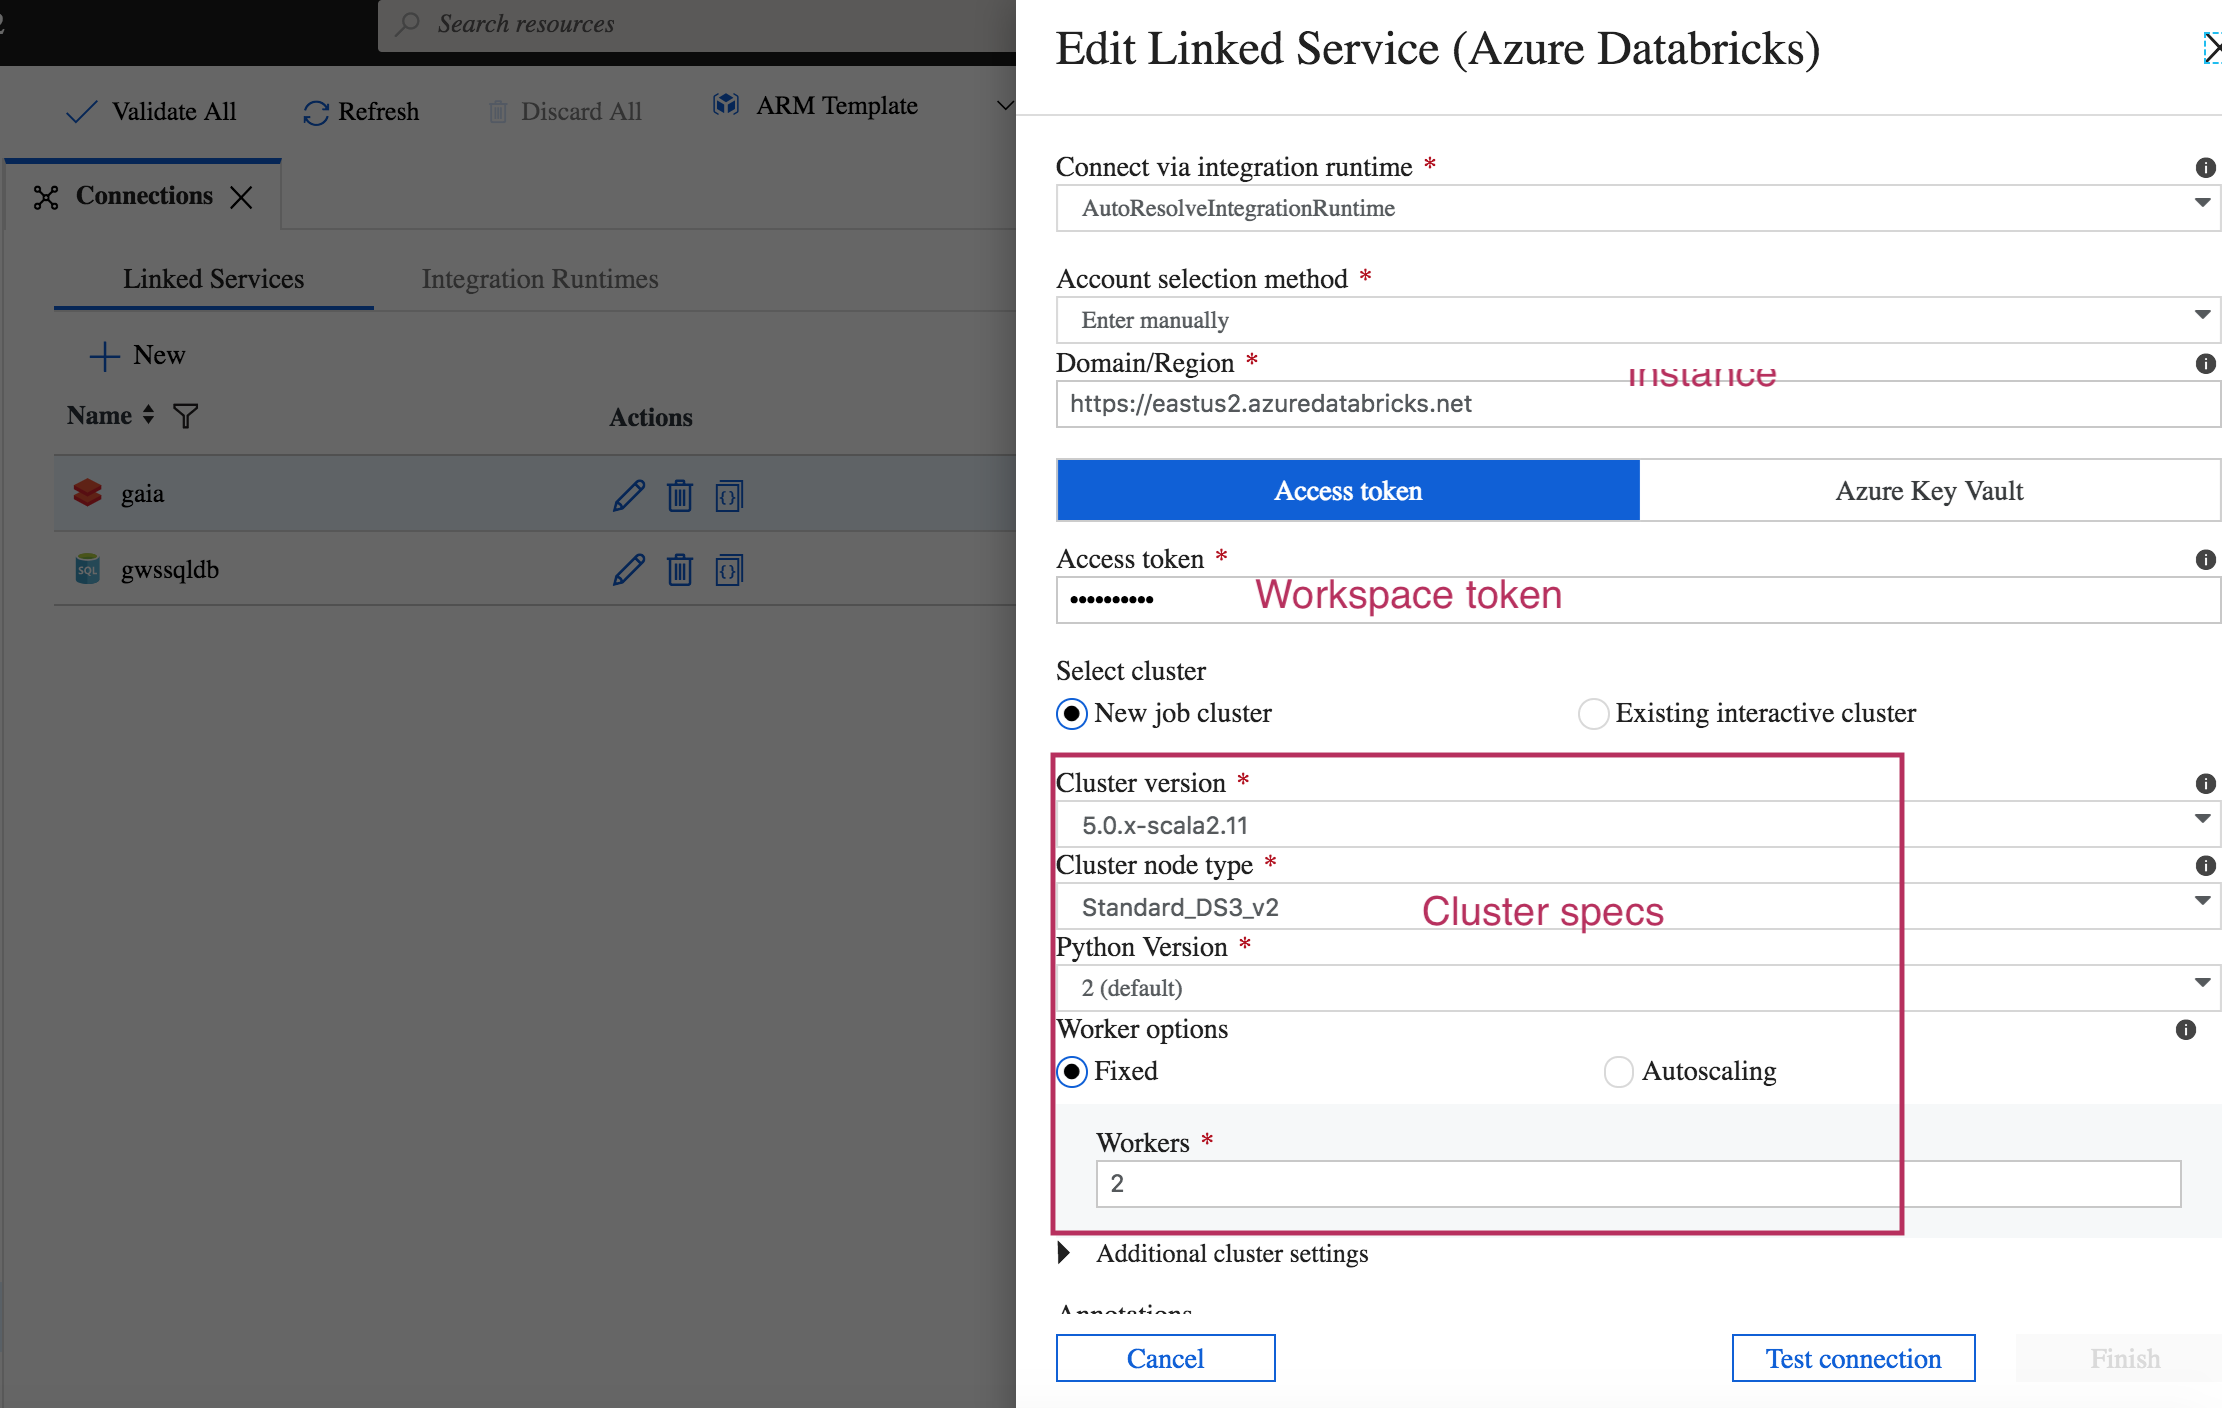 Search resources
Validate All
Refresh
Discard All
ARM Template
Connections
Linked Services
Integration Runtimes
New
Name
Actions
gaia
gwssqldb
SQL
Edit Linked Service (Azure Databricks)
Connect via integration runtime *
AutoResolveIntegrationRuntime
Account selection method *
Enter manually
Domain/Region *
Instance
https://eastus2.azuredatabricks.net
Access token
Azure Key Vault
Access token *
••••••••••
Workspace token
Select cluster
New job cluster
Existing interactive cluster
Cluster version *
5.0.x-scala2.11
Cluster node type *
Standard_DS3_v2
Cluster specs
Python Version *
2 (default)
Worker options
Fixed
Autoscaling
Workers *
2
Additional cluster settings
Annotations
Cancel
Test connection
Finish